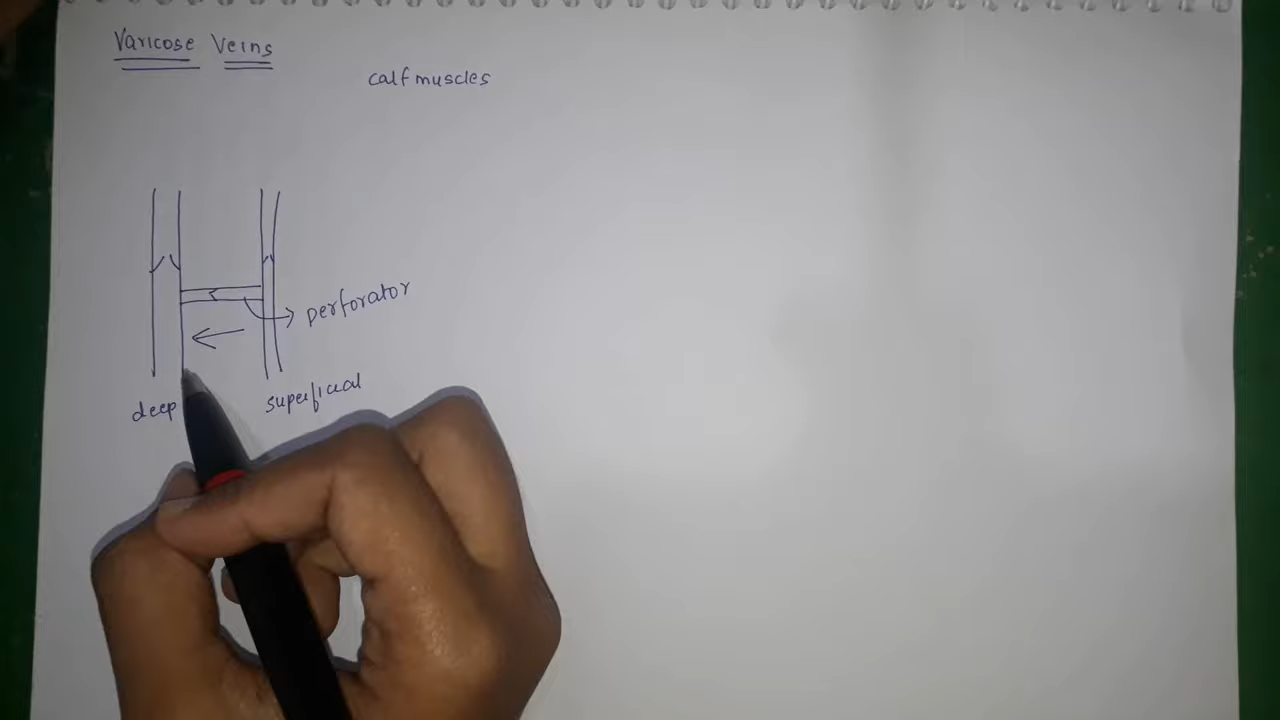 Varicose Veins
calf muscles
perforator
deep
superficial